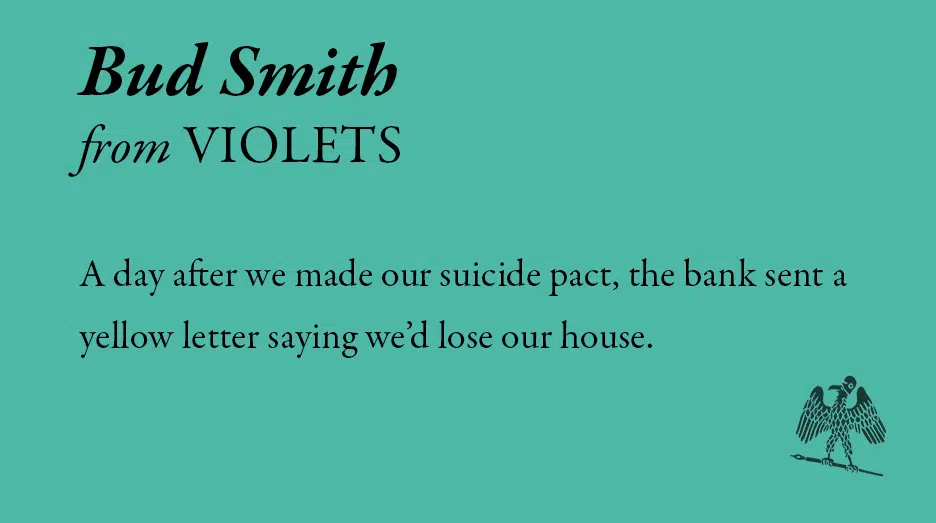 Bud Smith
from VIOLETS
A day after we made our suicide pact, the bank sent a
yellow letter saying we’d lose our house.